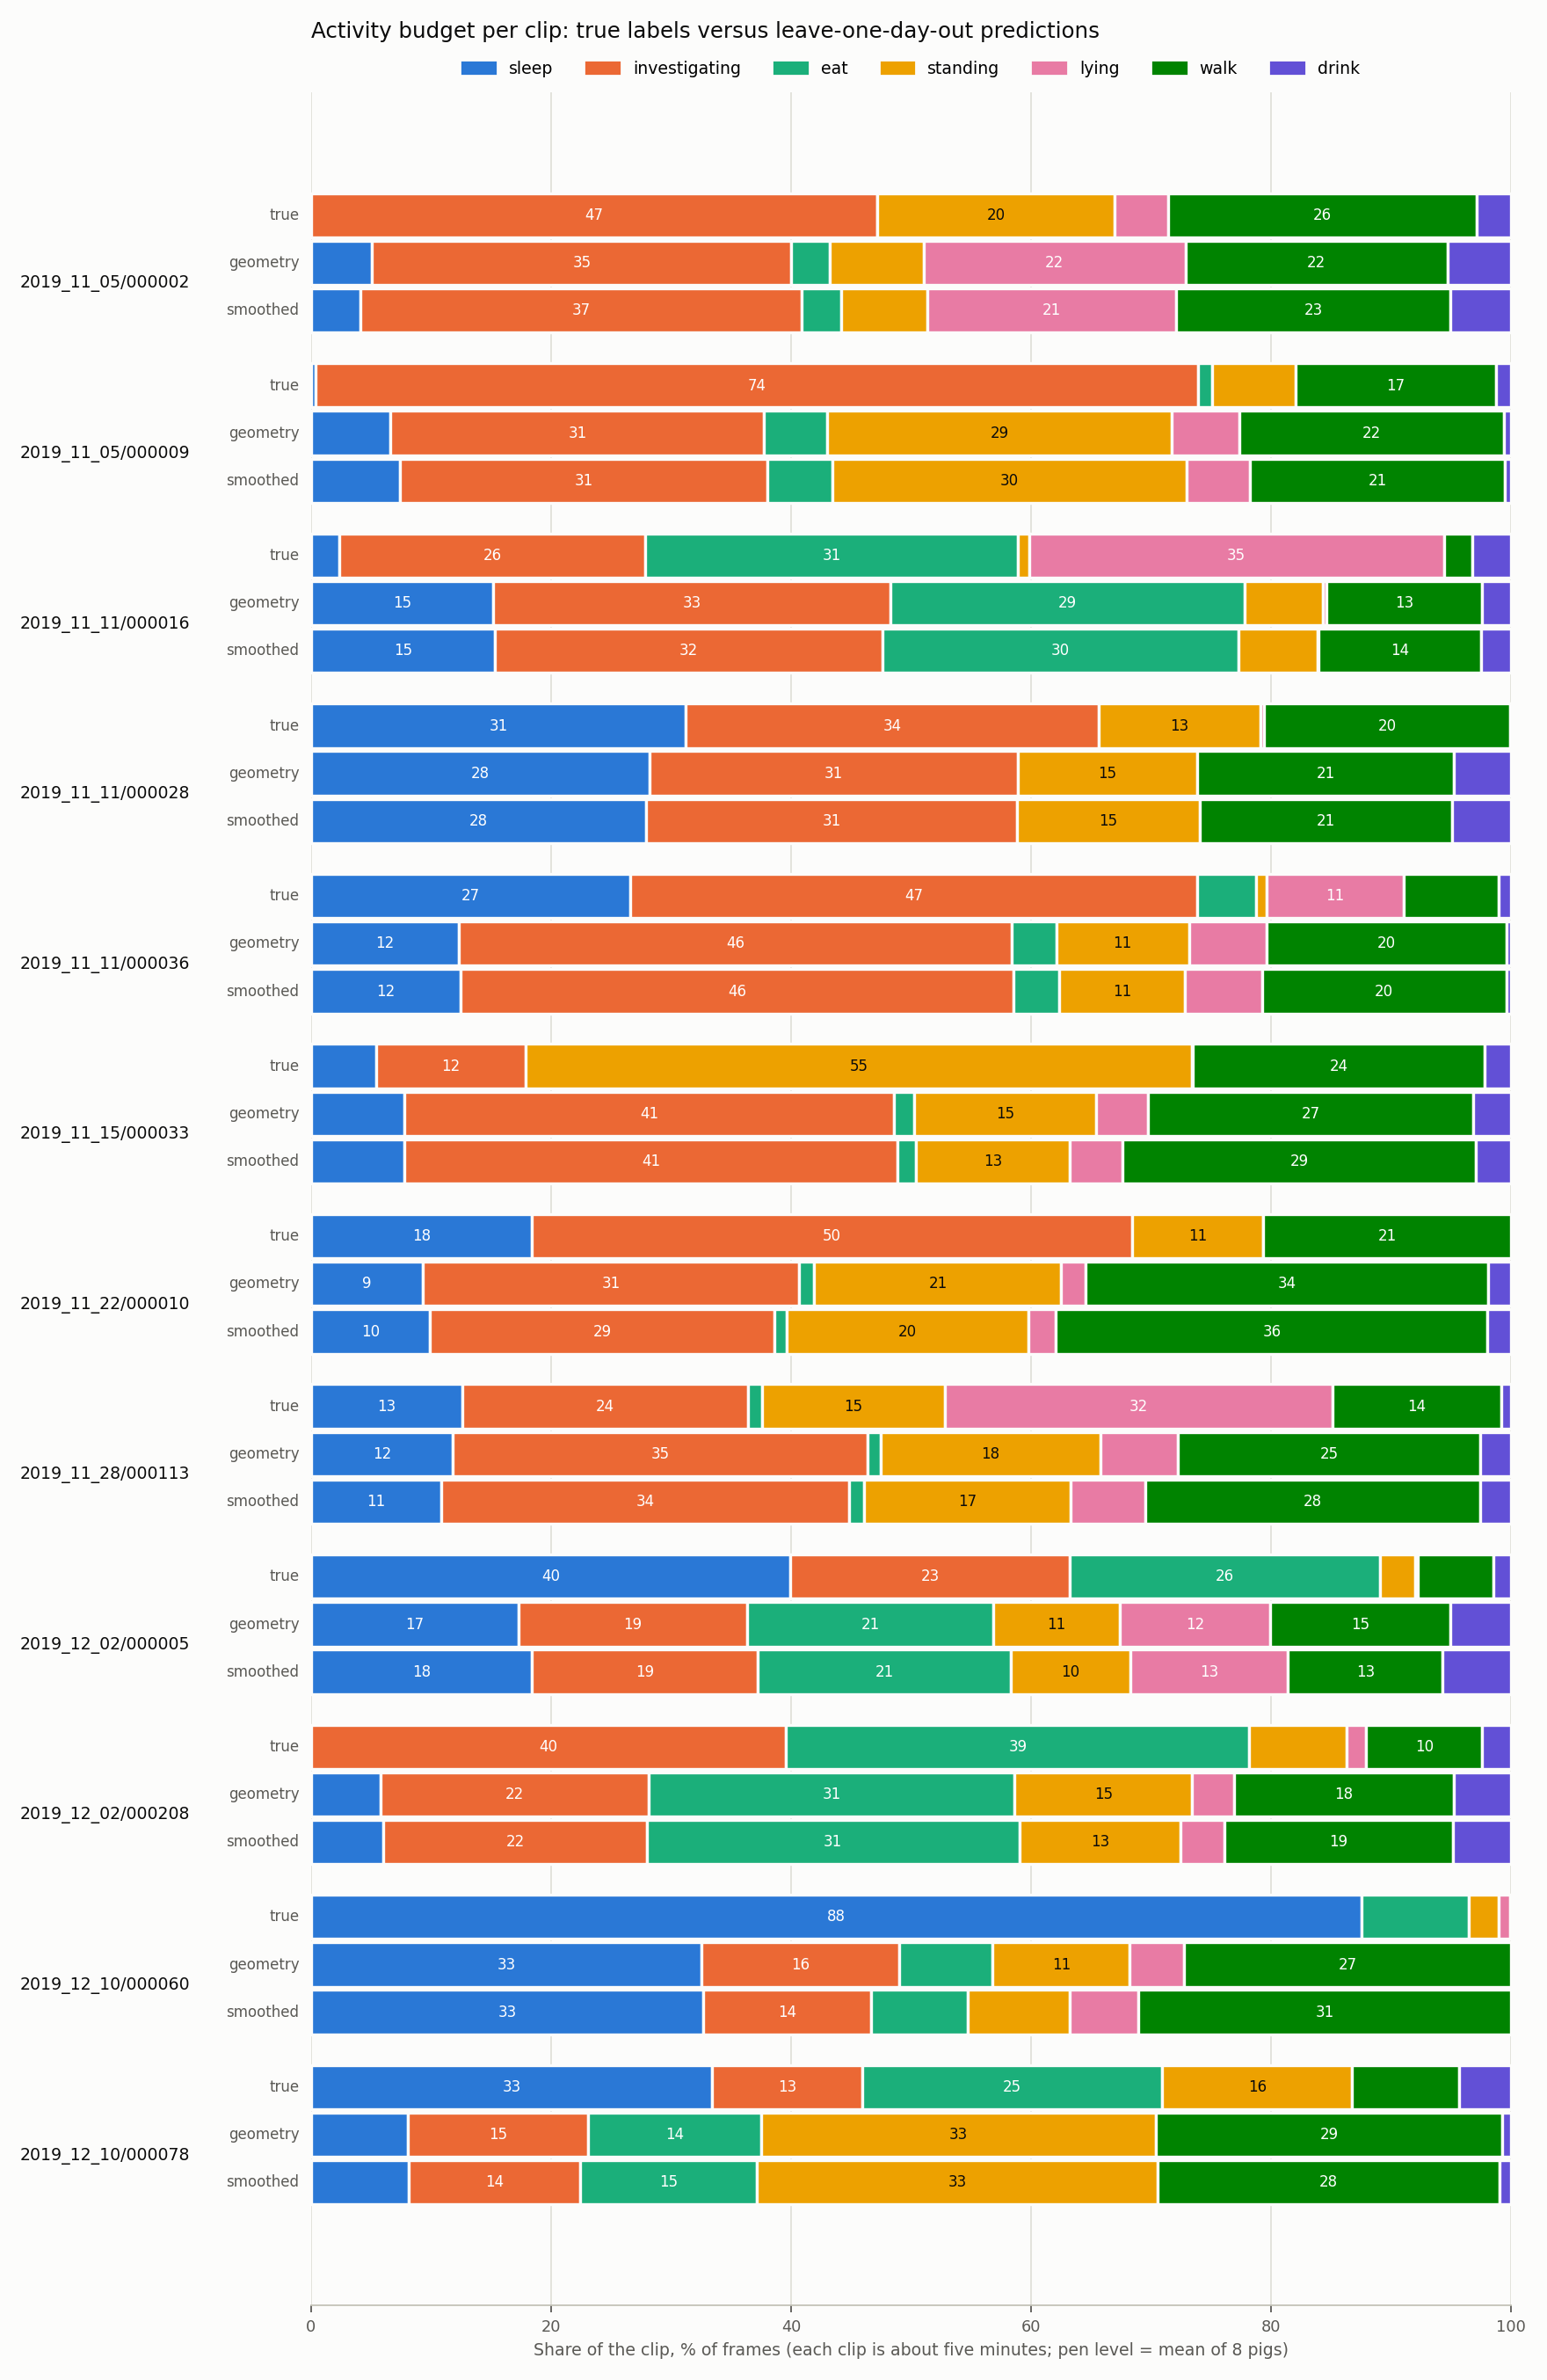 Activity budget per clip: true labels versus leave-one-day-out predictions
sleep investigating eat standing lying walk drink
2019_11_05/000002
true 47 20 26
geometry 35 22 22
smoothed 37 21 23
2019_11_05/000009
true 74 17
geometry 31 29 22
smoothed 31 30 21
2019_11_11/000016
true 26 31 35
geometry 15 33 29 13
smoothed 15 32 30 14
2019_11_11/000028
true 31 34 13 20
geometry 28 31 15 21
smoothed 28 31 15 21
2019_11_11/000036
true 27 47 11
geometry 12 46 11 20
smoothed 12 46 11 20
2019_11_15/000033
true 12 55 24
geometry 41 15 27
smoothed 41 13 29
2019_11_22/000010
true 18 50 11 21
geometry 9 31 21 34
smoothed 10 29 20 36
2019_11_28/000113
true 13 24 15 32 14
geometry 12 35 18 25
smoothed 11 34 17 28
2019_12_02/000005
true 40 23 26
geometry 17 19 21 11 12 15
smoothed 18 19 21 10 13 13
2019_12_02/000208
true 40 39 10
geometry 22 31 15 18
smoothed 22 31 13 19
2019_12_10/000060
true 88
geometry 33 16 11 27
smoothed 33 14 31
2019_12_10/000078
true 33 13 25 16
geometry 15 14 33 29
smoothed 14 15 33 28
0 20 40 60 80 100
Share of the clip, % of frames (each clip is about five minutes; pen level = mean of 8 pigs)